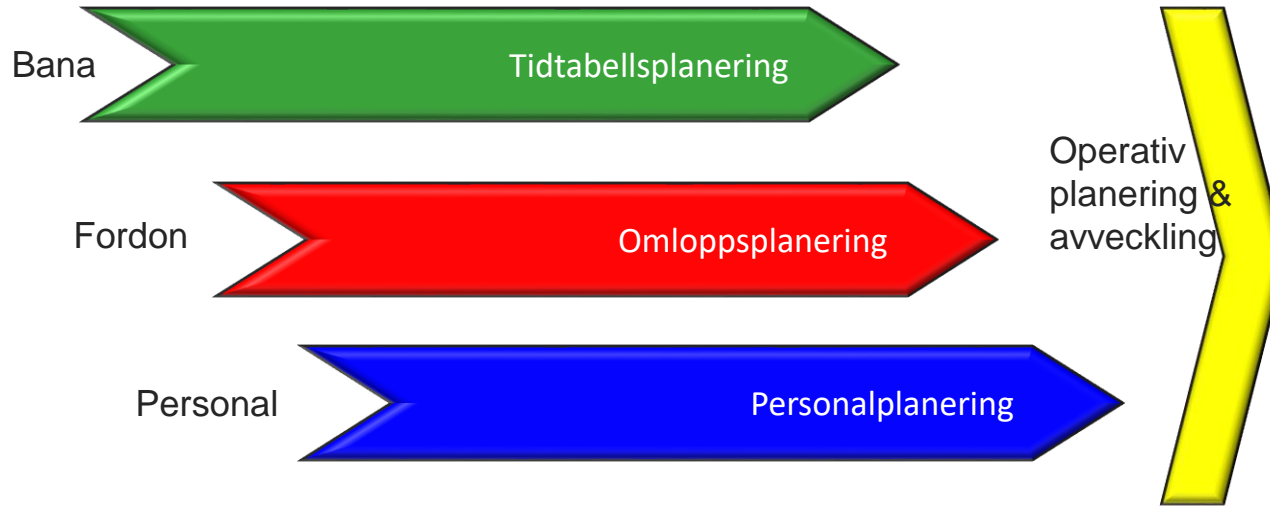 Bana
Tidtabellsplanering
Fordon
Omloppsplanering
Personal
Personalplanering
Operativ
planering &
avveckling